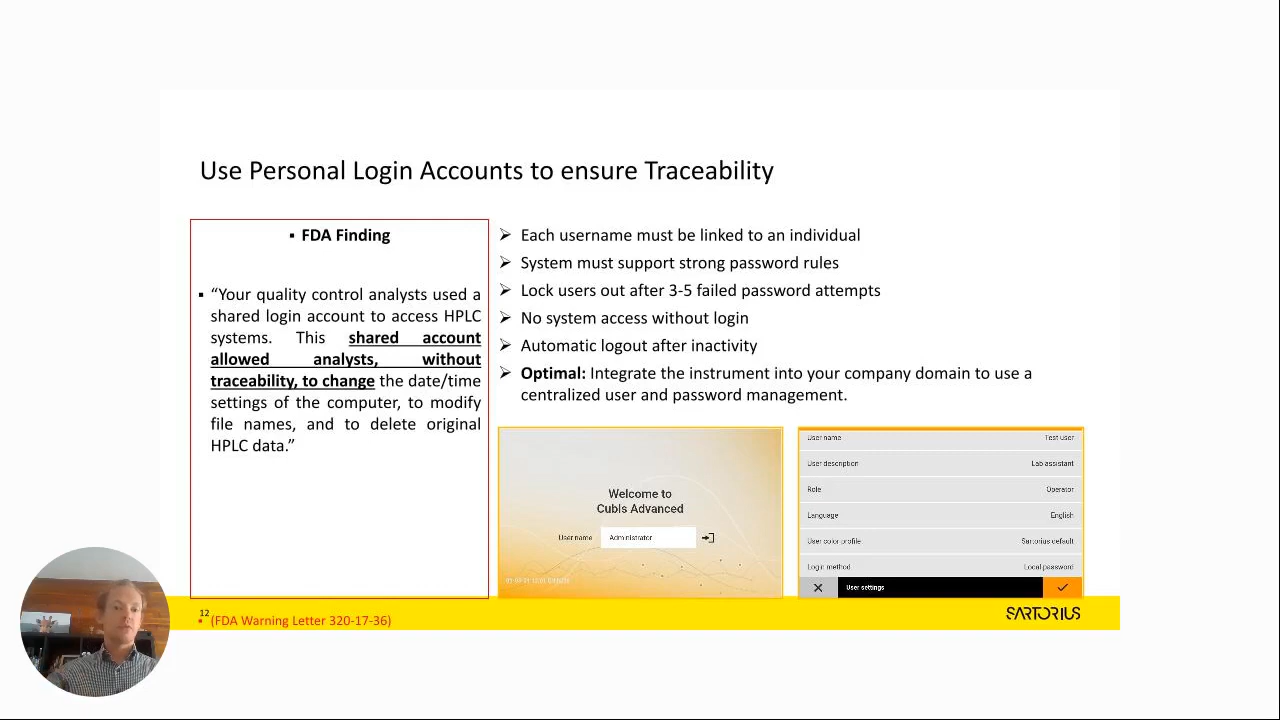 Use Personal Login Accounts to ensure Traceability
▪ FDA Finding
▪ “Your quality control analysts used a
shared login account to access HPLC
systems. This shared account
allowed analysts, without
traceability, to change the date/time
settings of the computer, to modify
file names, and to delete original
HPLC data.”
➢ Each username must be linked to an individual
➢ System must support strong password rules
➢ Lock users out after 3-5 failed password attempts
➢ No system access without login
➢ Automatic logout after inactivity
➢ Optimal: Integrate the instrument into your company domain to use a
centralized user and password management.
Welcome to
Cubis Advanced
User name Administrator
User name Test user
User description Lab assistant
Role Operator
Language English
User color profile Sartorius default
Login method Local password
User settings
12
▪ (FDA Warning Letter 320-17-36)
SARTORIUS